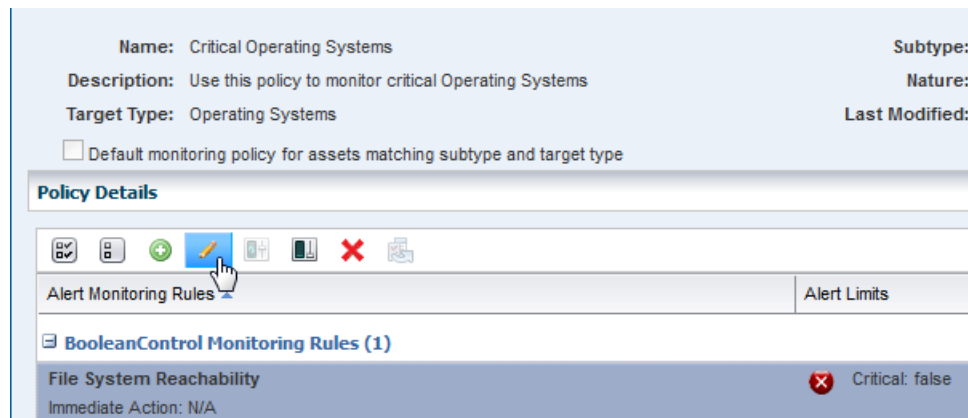 Name: Critical Operating Systems Subtype:
Description: Use this policy to monitor critical Operating Systems Nature:
Target Type: Operating Systems Last Modified:
Default monitoring policy for assets matching subtype and target type
Policy Details
Alert Monitoring Rules Alert Limits
BooleanControl Monitoring Rules (1)
File System Reachability Critical: false
Immediate Action: N/A